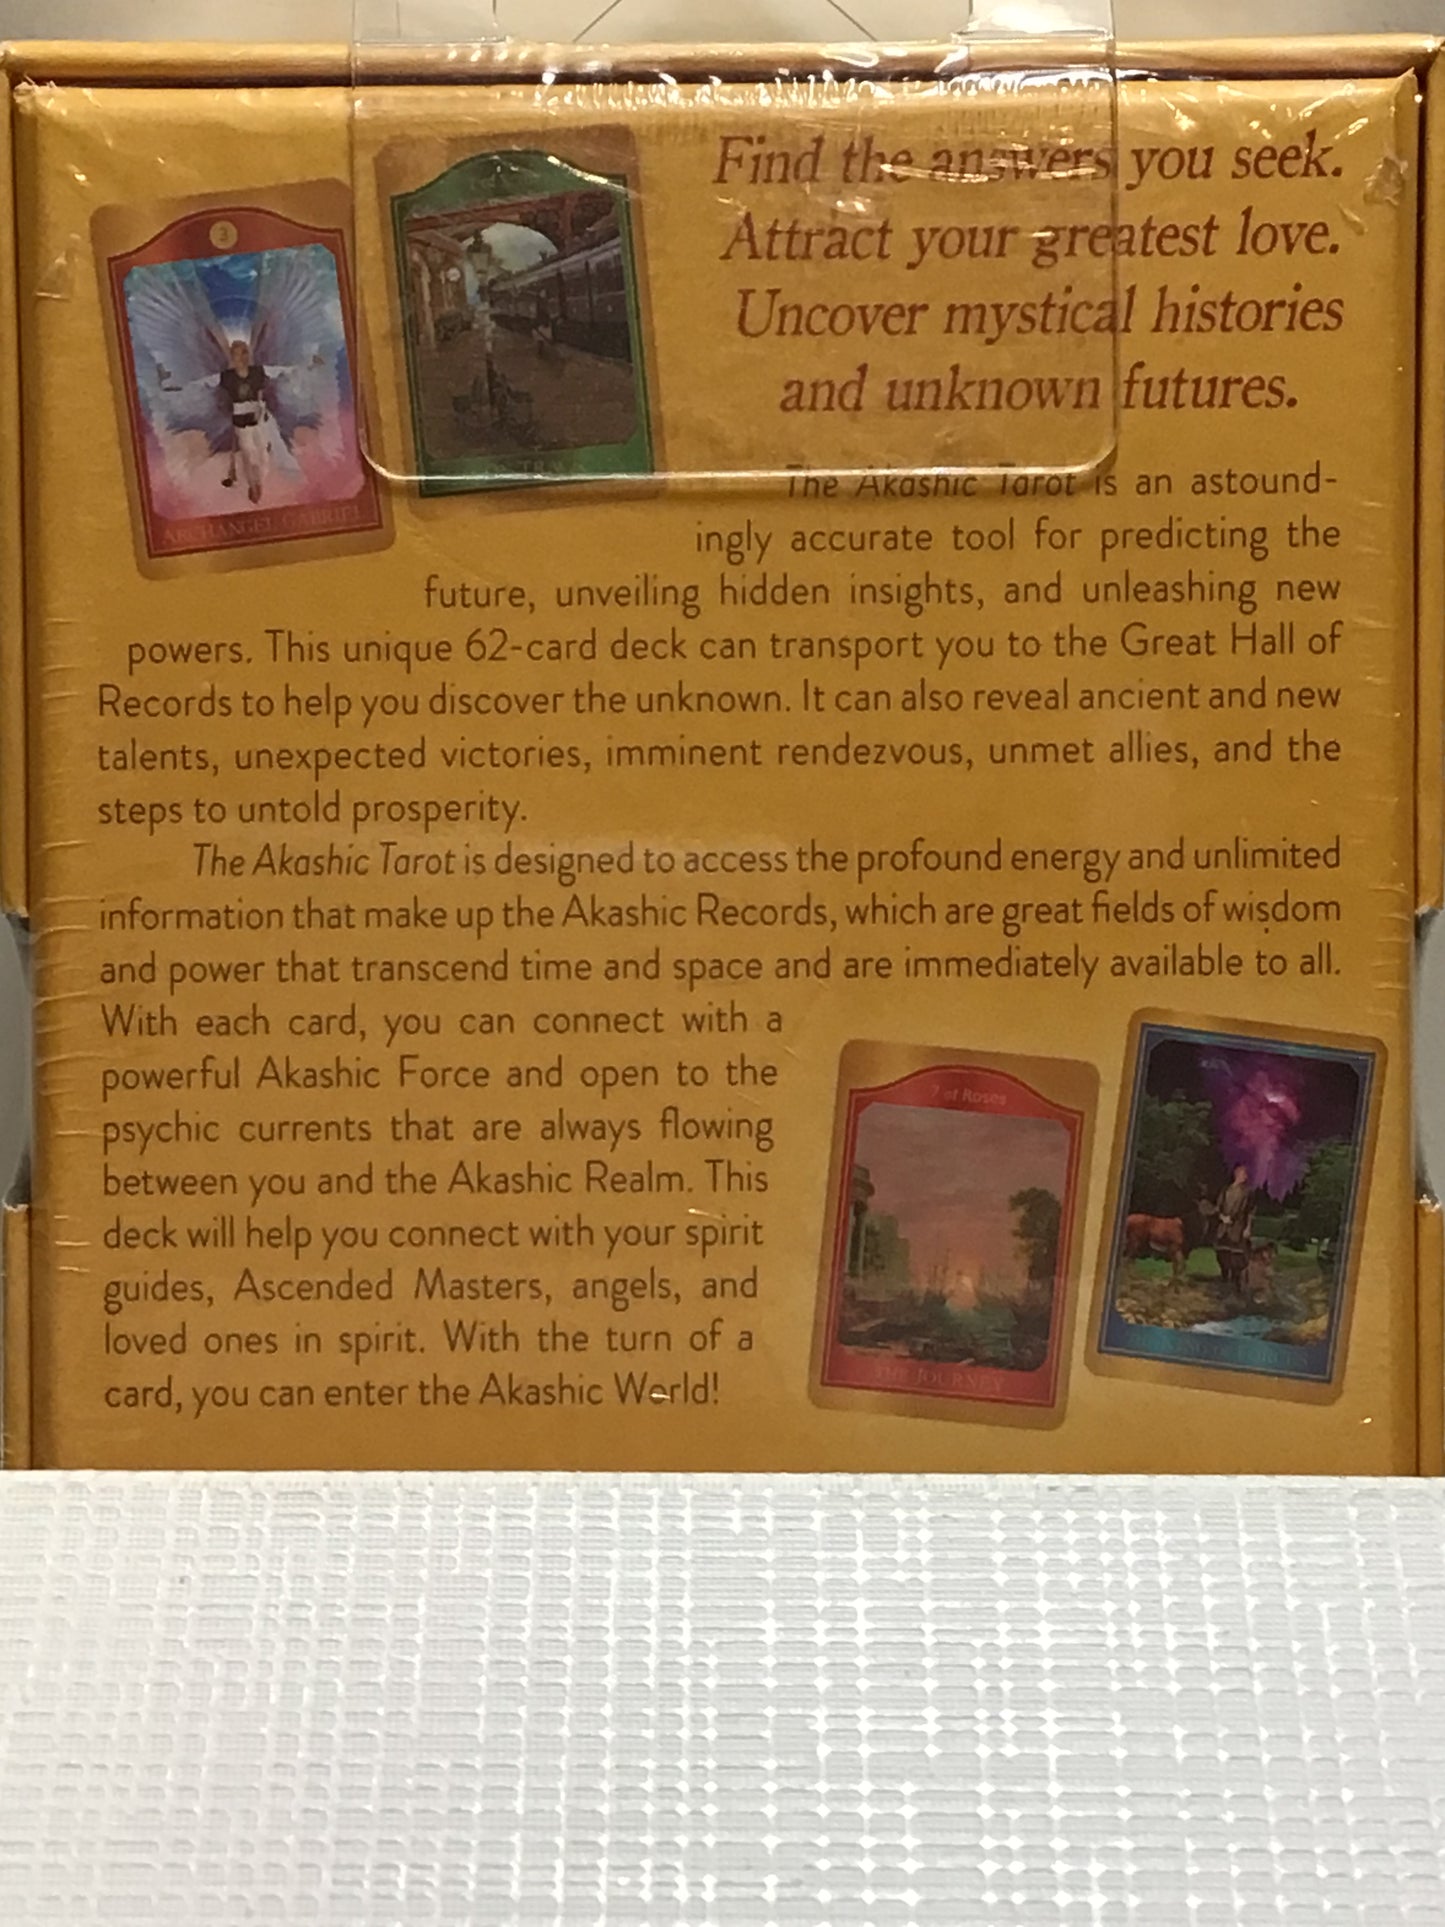 Find the answers you seek.
Attract your greatest love.
Uncover mystical histories
and unknown futures.
The Akashic Tarot is an astound-
ingly accurate tool for predicting the
future, unveiling hidden insights, and unleashing new
powers. This unique 62-card deck can transport you to the Great Hall of
Records to help you discover the unknown. It can also reveal ancient and new
talents, unexpected victories, imminent rendezvous, unmet allies, and the
steps to untold prosperity.
The Akashic Tarot is designed to access the profound energy and unlimited
information that make up the Akashic Records, which are great fields of wisdom
and power that transcend time and space and are immediately available to all.
With each card, you can connect with a
powerful Akashic Force and open to the
psychic currents that are always flowing
between you and the Akashic Realm. This
deck will help you connect with your spirit
guides, Ascended Masters, angels, and
loved ones in spirit. With the turn of a
card, you can enter the Akashic World!
3
ARCHANGEL GABRIEL
7 of Roses
THE JOURNEY